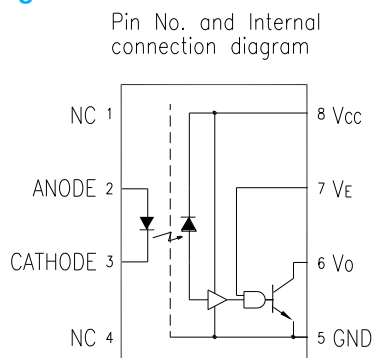 Pin No. and Internal
connection diagram
NC 1
8 Vcc
ANODE 2
7 VE
CATHODE 3
6 Vo
NC 4
5 GND